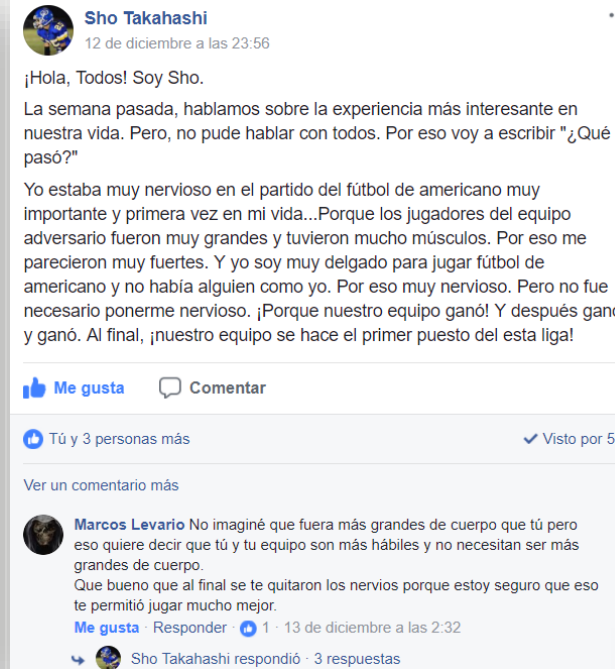 Sho Takahashi
12 de diciembre a las 23:56
¡Hola, Todos! Soy Sho.
La semana pasada, hablamos sobre la experiencia más interesante en
nuestra vida. Pero, no pude hablar con todos. Por eso voy a escribir "¿Qué
pasó?"
Yo estaba muy nervioso en el partido del fútbol de americano muy
importante y primera vez en mi vida...Porque los jugadores del equipo
adversario fueron muy grandes y tuvieron mucho músculos. Por eso me
parecieron muy fuertes. Y yo soy muy delgado para jugar fútbol de
americano y no había alguien como yo. Por eso muy nervioso. Pero no fue
necesario ponerme nervioso. ¡Porque nuestro equipo ganó! Y después
y ganó. Al final, ¡nuestro equipo se hace el primer puesto del esta liga!
Me gusta Comentar
Tú y 3 personas más Visto por 5
Ver un comentario más
Marcos Levario No imaginé que fuera más grandes de cuerpo que tú pero
eso quiere decir que tú y tu equipo son más hábiles y no necesitan ser más
grandes de cuerpo.
Que bueno que al final se te quitaron los nervios porque estoy seguro que eso
te permitió jugar mucho mejor.
Me gusta · Responder · 1 · 13 de diciembre a las 2:32
Sho Takahashi respondió · 3 respuestas